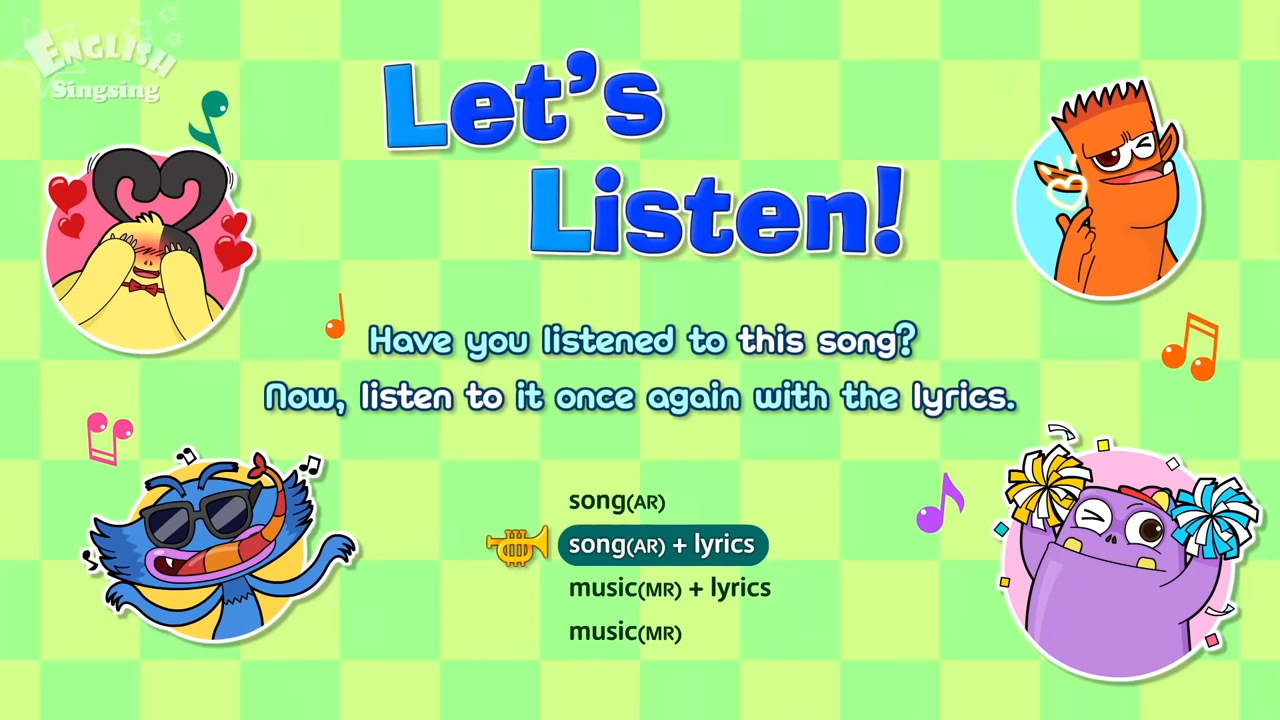 ENGLISH
Singsing
Let's
Listen!
Have you listened to this song?
Now, listen to it once again with the lyrics.
song(AR)
song(AR) + lyrics
music(MR) + lyrics
music(MR)